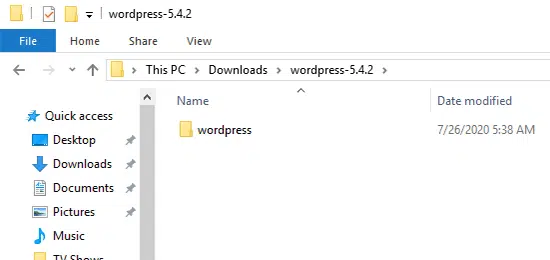 wordpress-5.4.2
File Home Share View
This PC Downloads wordpress-5.4.2
Name Date modified
Quick access
wordpress 7/26/2020 5:38 AM
Desktop
Downloads
Documents
Pictures
Music
TV Shows